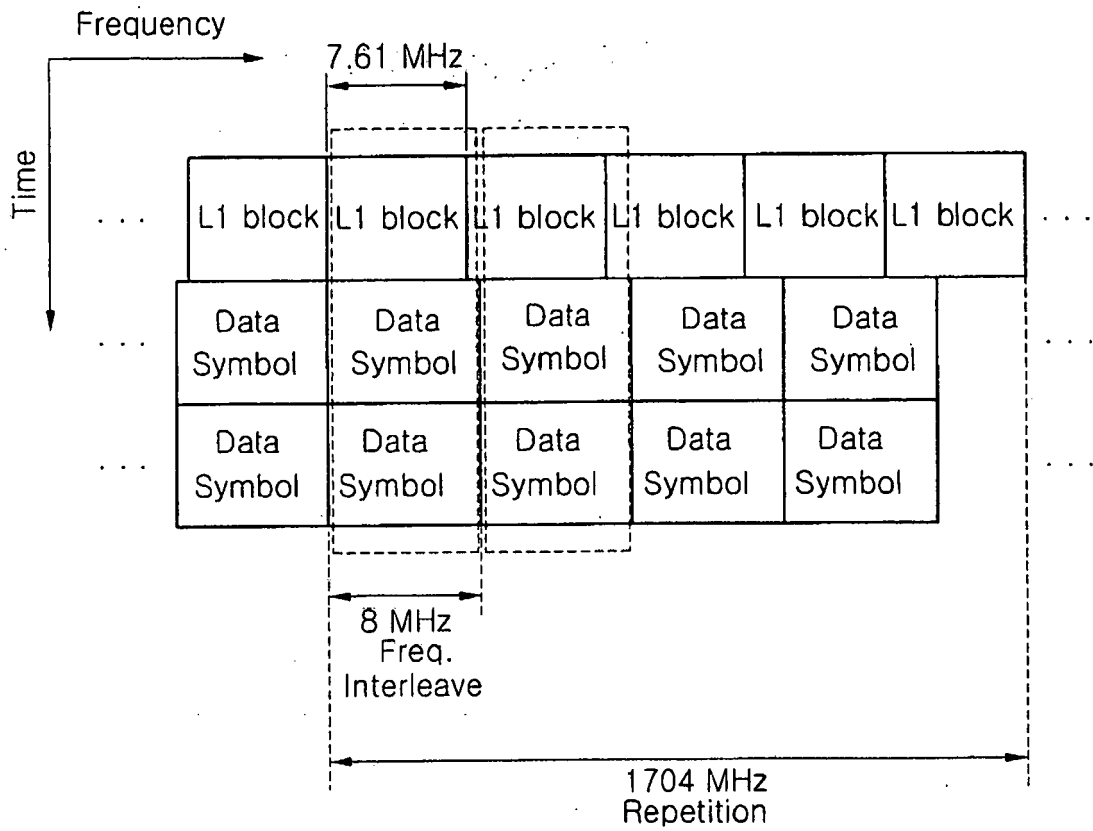 Frequency
7.61 MHz
Time
... L1 block L1 block L1 block L1 block L1 block L1 block ...
... Data Symbol Data Symbol Data Symbol Data Symbol Data Symbol ...
... Data Symbol Data Symbol Data Symbol Data Symbol Data Symbol ...
8 MHz
Freq.
Interleave
1704 MHz
Repetition